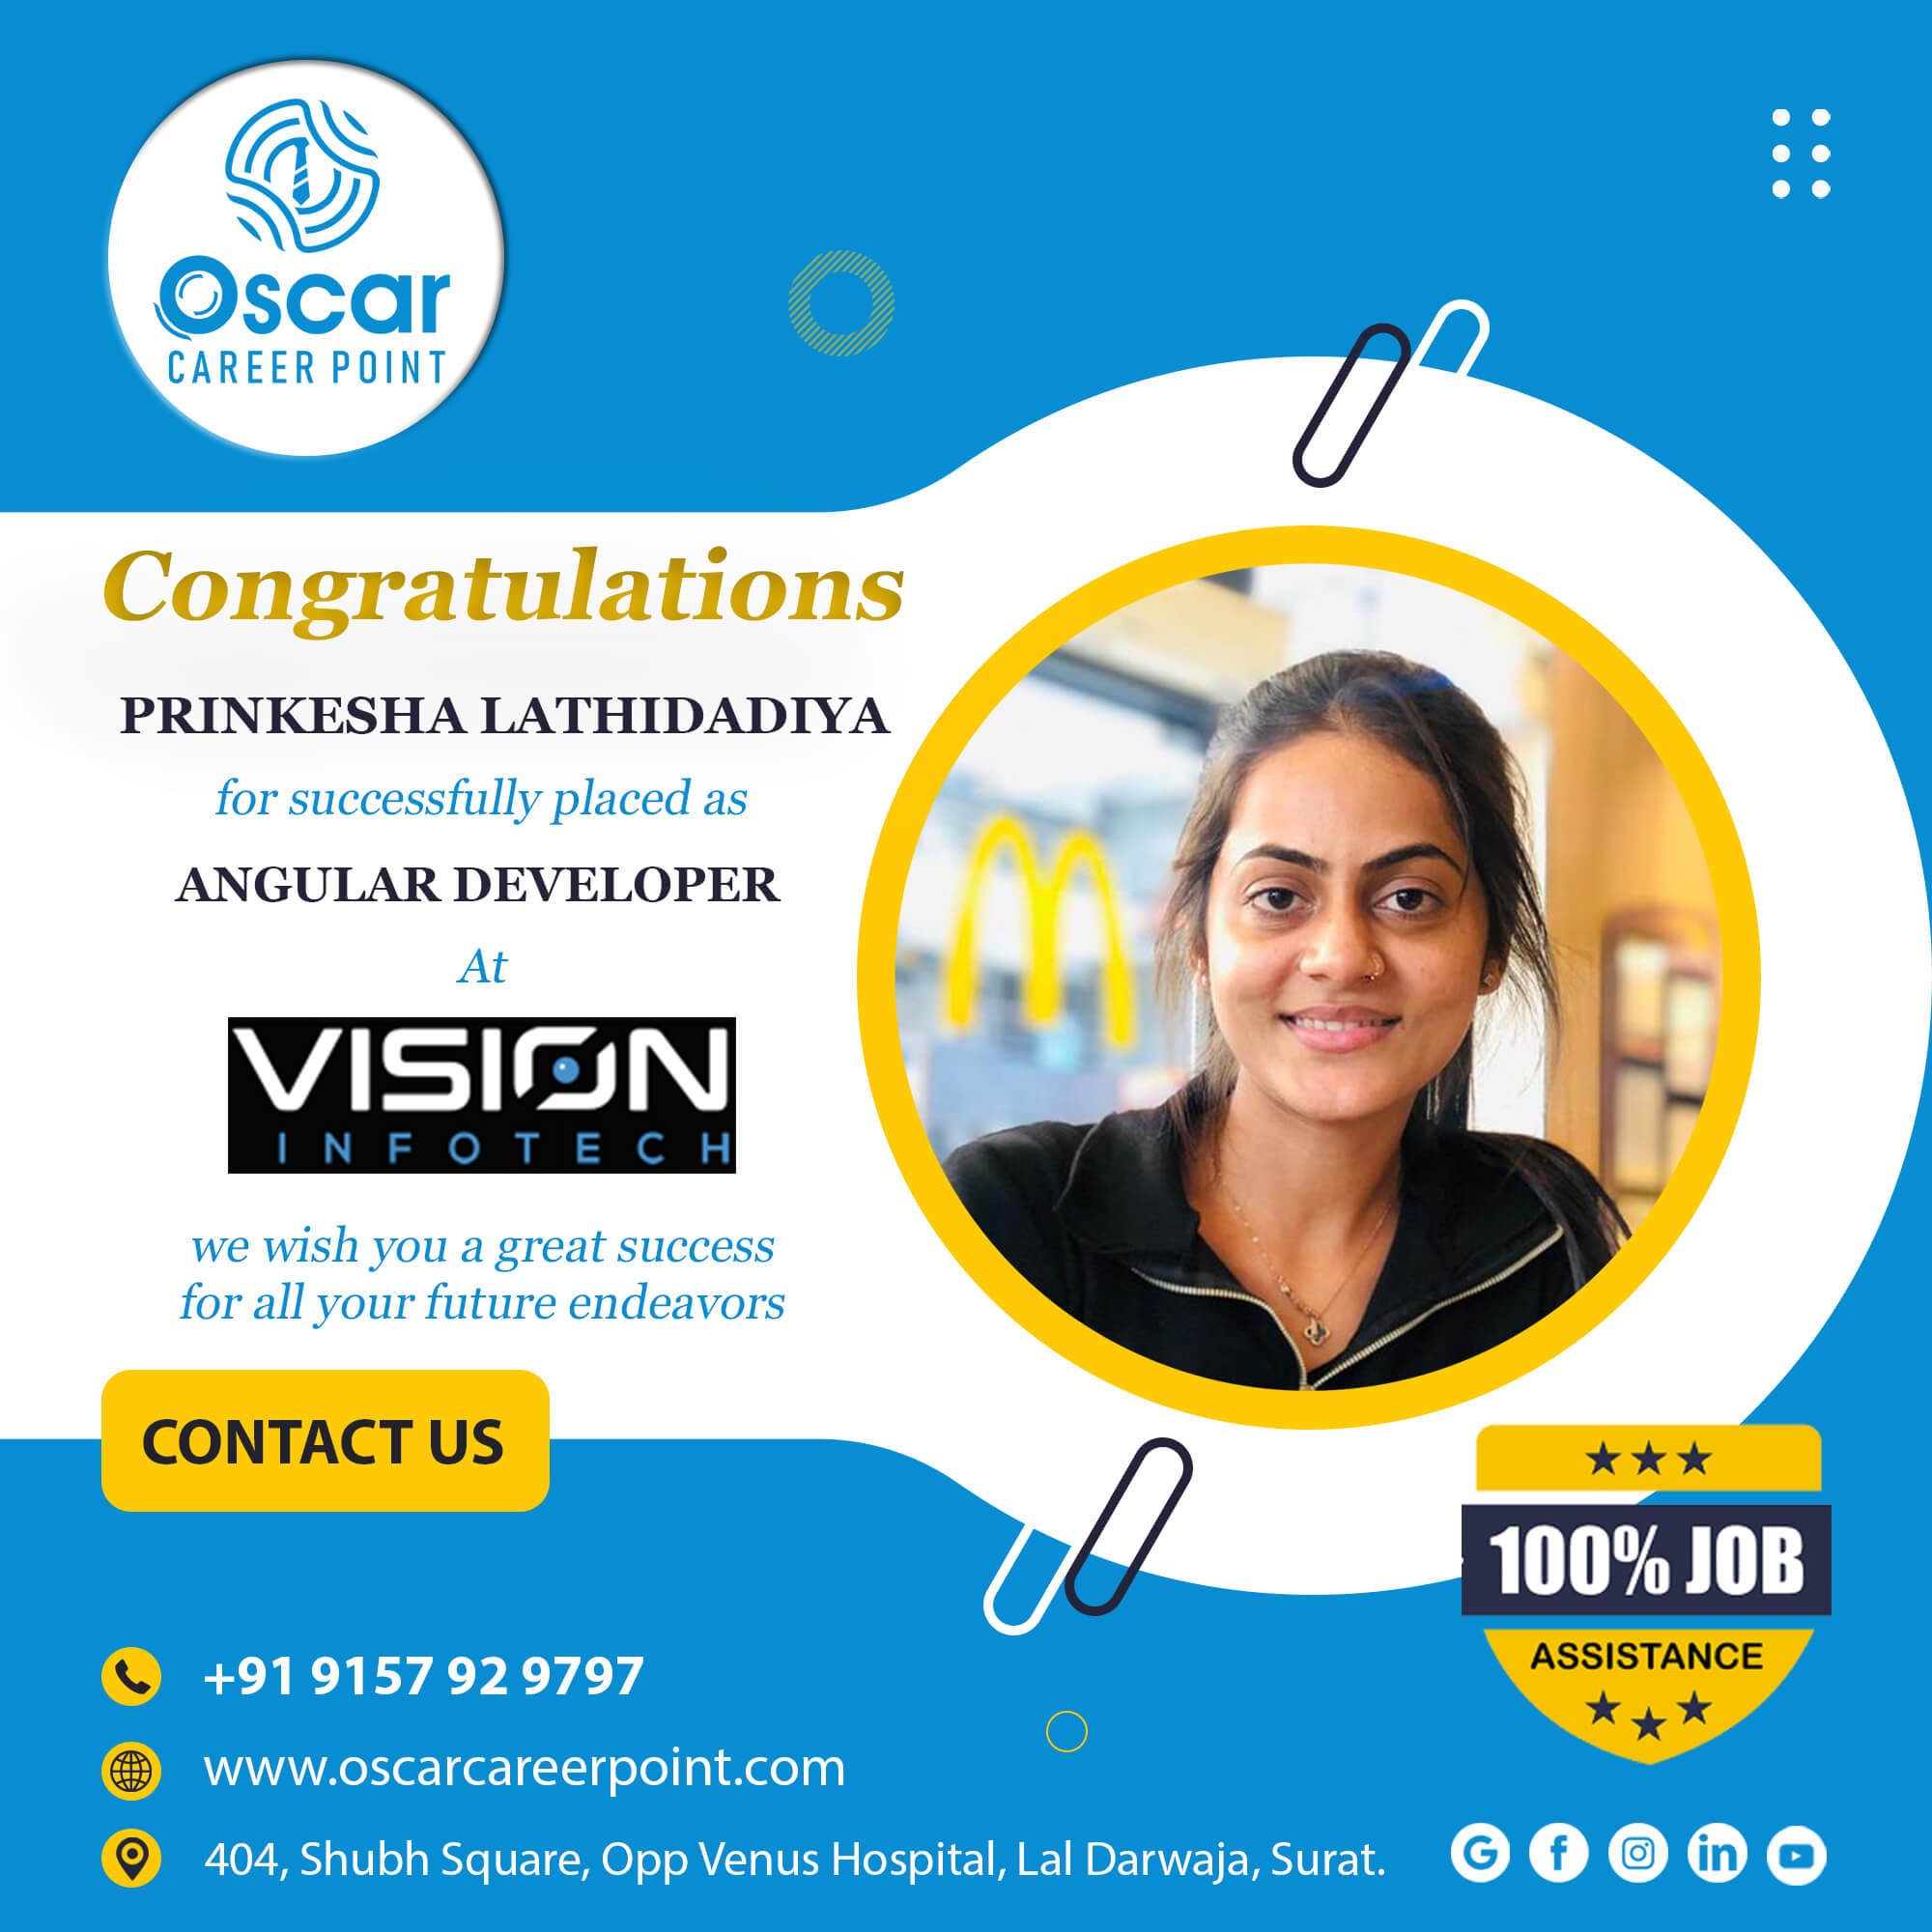 Oscar
CAREER POINT
Congratulations
PRINKESHA LATHIDADIYA
for successfully placed as
ANGULAR DEVELOPER
At
VISION
INFOTECH
we wish you a great success
for all your future endeavors
CONTACT US
100% JOB
ASSISTANCE
+91 9157 92 9797
www.oscarcareerpoint.com
404, Shubh Square, Opp Venus Hospital, Lal Darwaja, Surat.